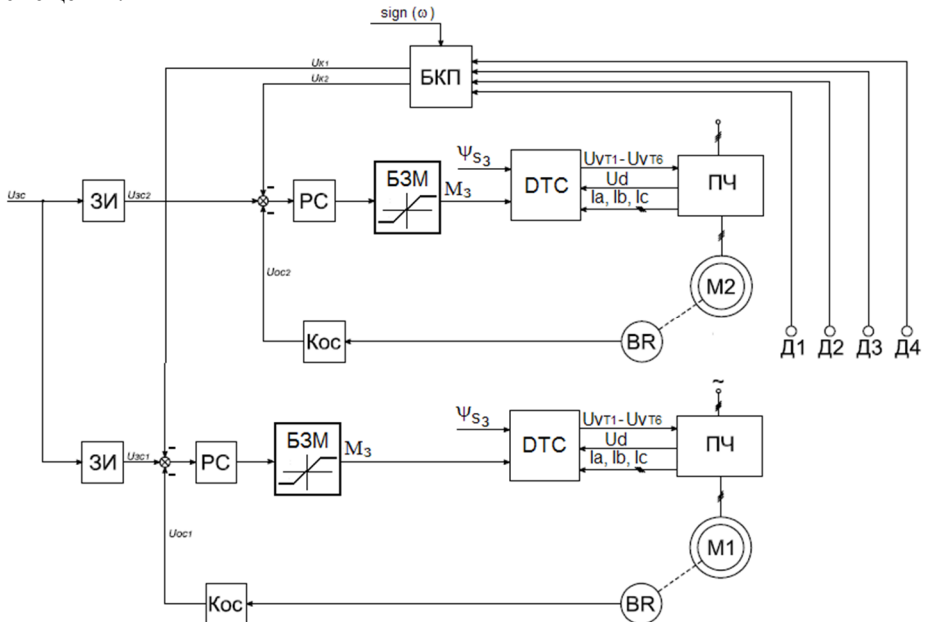 sign (ω)
БКП
Uк1
Uк2
Uзс
ЗИ
Uзс2
РС
БЗМ
Mз
ΨSз
DTC
UVT1-UVT6
Ud
Ia, Ib, Ic
ПЧ
M2
Uос2
Кос
BR
Д1 Д2 Д3 Д4
~
ЗИ
Uзс1
РС
БЗМ
Mз
ΨSз
DTC
UVT1-UVT6
Ud
Ia, Ib, Ic
ПЧ
M1
Uос1
Кос
BR